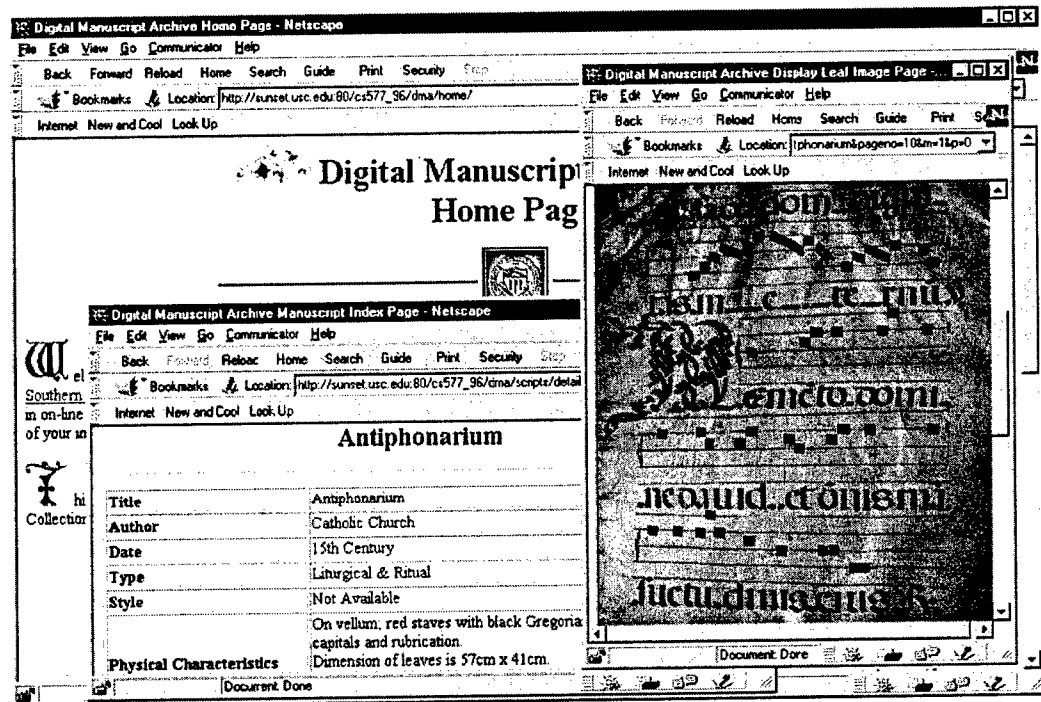 Digital Manuscript Archive Home Page - Netscape
File Edit View Go Communicator Help
Back Forward Reload Home Search Guide Print Security Stop
Bookmarks Location: http://sunset.usc.edu:80/cs577_96/dma/home/
Internet New and Cool Look Up
Digital Manuscrip
Home Pag
W el
Southern
in on-line
of your in
T hi
Collection
Digital Manuscript Archive Manuscript Index Page - Netscape
File Edit View Go Communicator Help
Back Forward Reload Home Search Guide Print Security Stop
Bookmarks Location: http://sunset.usc.edu:80/cs577_96/dma/scripts/detail
Internet New and Cool Look Up
Antiphonarium
Title Antiphonarium
Author Catholic Church
Date 15th Century
Type Liturgical & Ritual
Style Not Available
Physical Characteristics On vellum; red staves with black Gregoria
capitals and rubrication.
Dimension of leaves is 57cm x 41cm.
Document: Done
Digital Manuscript Archive Display Leaf Image Page - ...
File Edit View Go Communicator Help
Back Forward Reload Home Search Guide Print
Bookmarks Location: tphonarium&pageno=10&m=1&p=0
Internet New and Cool Look Up
Document: Done